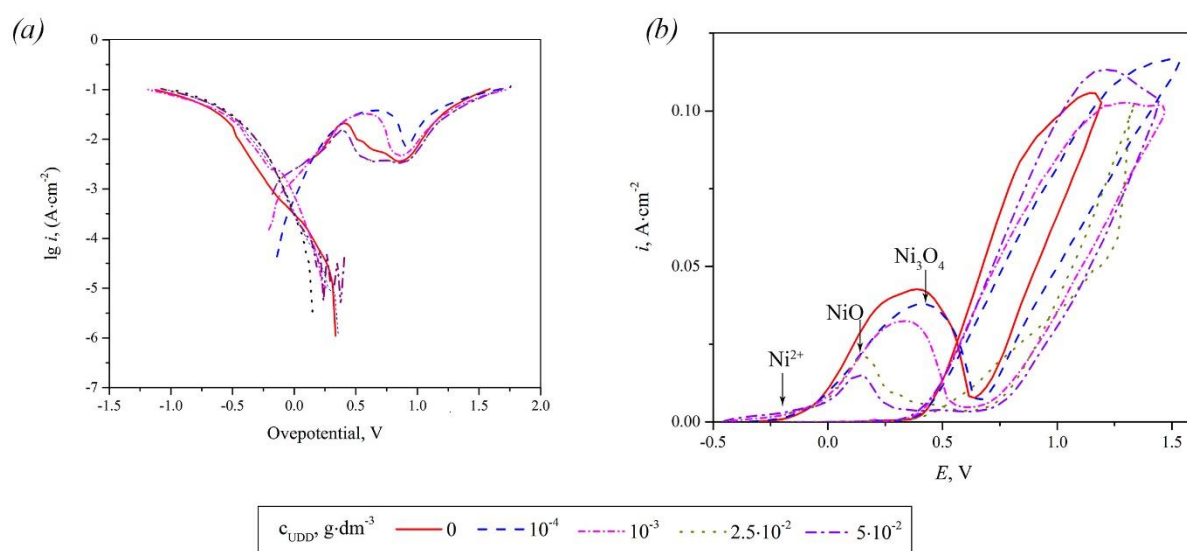 (a)
(b)
0
-1
-2
-3
-4
-5
-6
-7
lg i, (A·cm⁻²)
-1.5 -1.0 -0.5 0.0 0.5 1.0 1.5 2.0
Ovepotential, V
0.10
0.05
0.00
i, A·cm⁻²
Ni₃O₄
NiO
Ni²⁺
-0.5 0.0 0.5 1.0 1.5
E, V
c_UDD, g·dm⁻³ 0 10⁻⁴ 10⁻³ 2.5·10⁻² 5·10⁻²